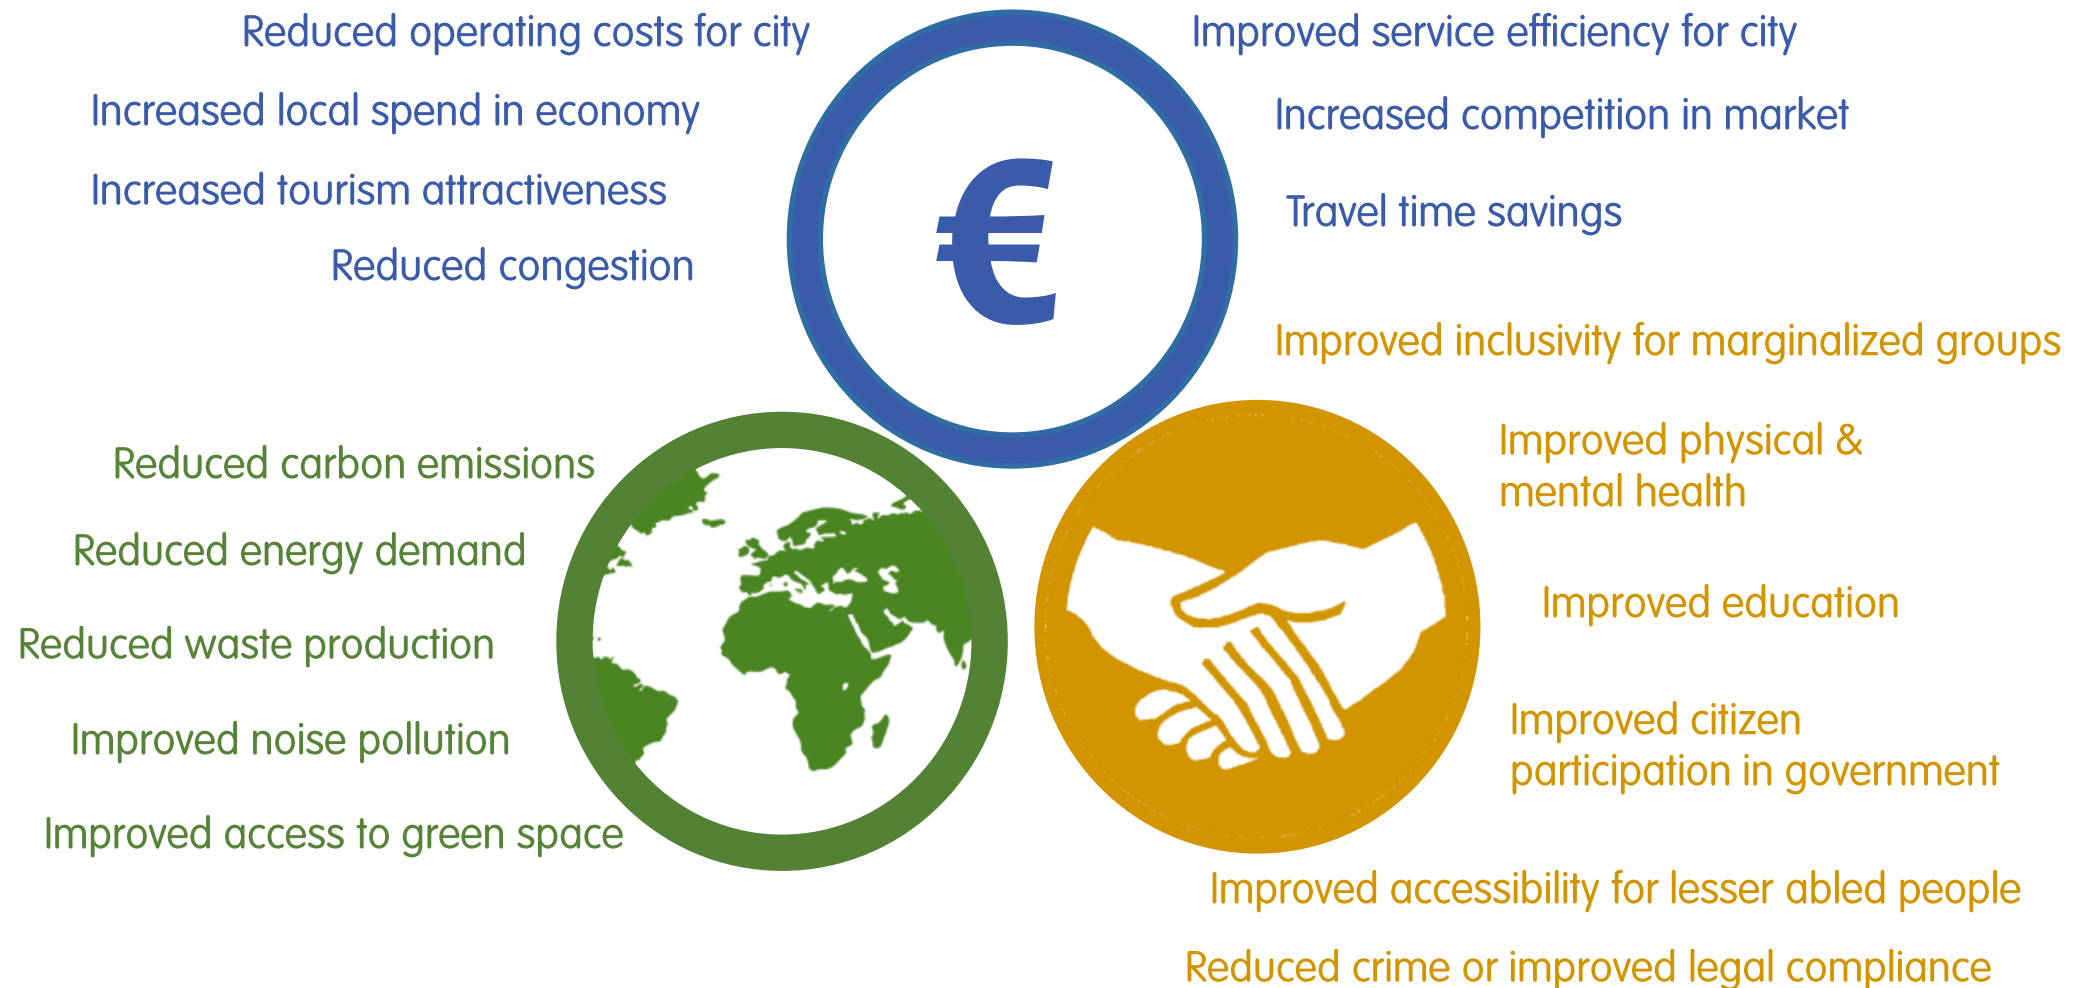 Reduced operating costs for city
Increased local spend in economy
Increased tourism attractiveness
Reduced congestion
€
Improved service efficiency for city
Increased competition in market
Travel time savings
Improved inclusivity for marginalized groups
Improved physical &
mental health
Improved education
Improved citizen
participation in government
Improved accessibility for lesser abled people
Reduced crime or improved legal compliance
Reduced carbon emissions
Reduced energy demand
Reduced waste production
Improved noise pollution
Improved access to green space